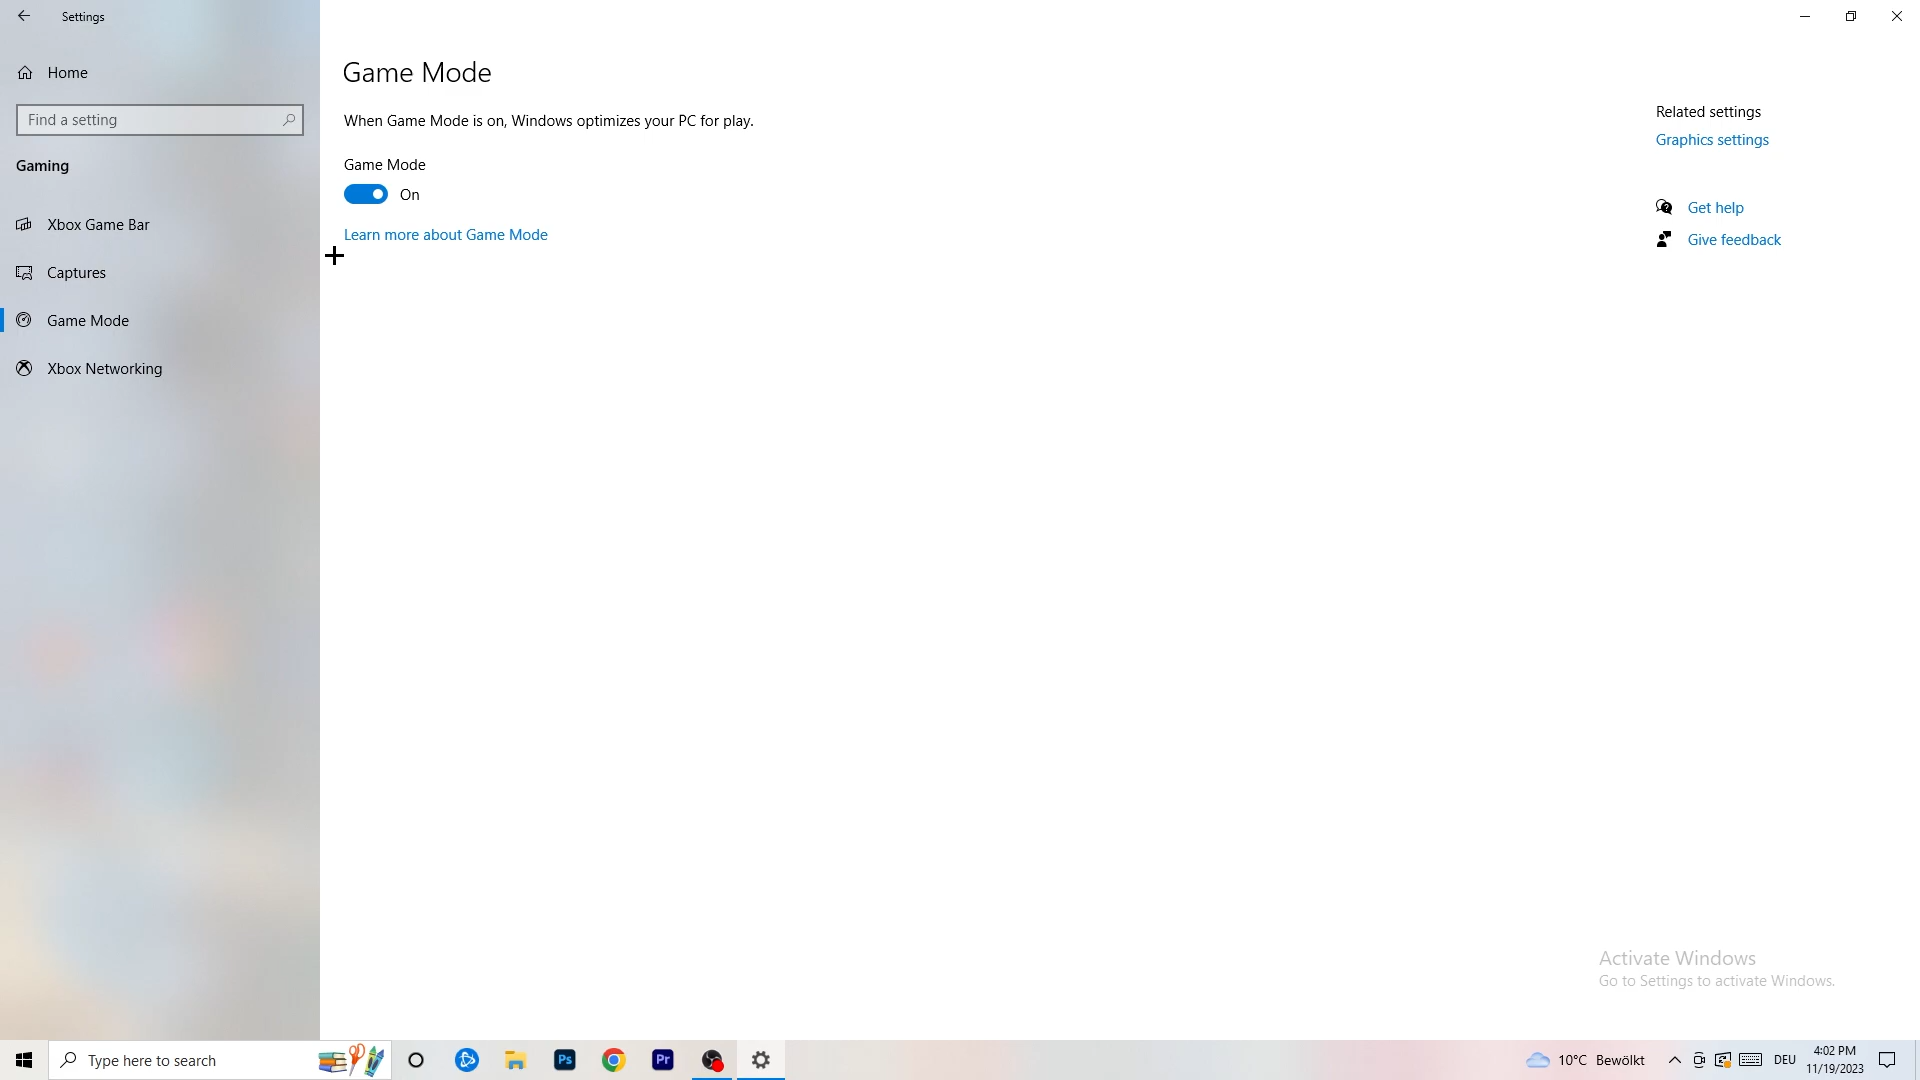 Settings
Home
Find a setting
Gaming
Xbox Game Bar
Captures
Game Mode
Xbox Networking
Game Mode
When Game Mode is on, Windows optimizes your PC for play.
Game Mode
On
Learn more about Game Mode
Related settings
Graphics settings
Get help
Give feedback
Activate Windows
Go to Settings to activate Windows.
Type here to search
Ps
Pr
10°C Bewölkt
DEU
4:02 PM
11/19/2023